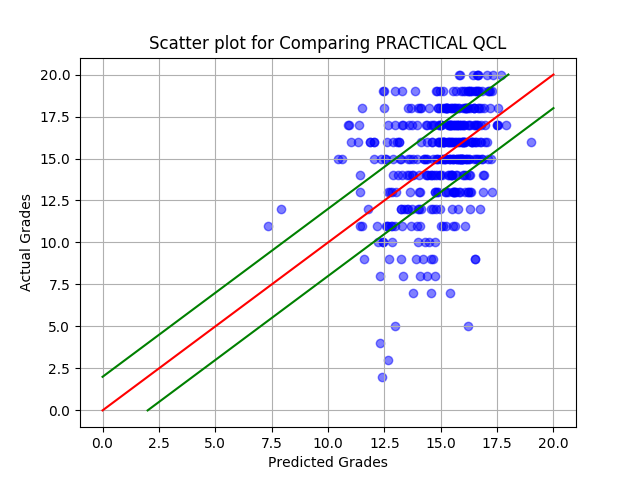 Scatter plot for Comparing PRACTICAL QCL
Actual Grades
20.0
17.5
15.0
12.5
10.0
7.5
5.0
2.5
0.0
0.0 2.5 5.0 7.5 10.0 12.5 15.0 17.5 20.0
Predicted Grades